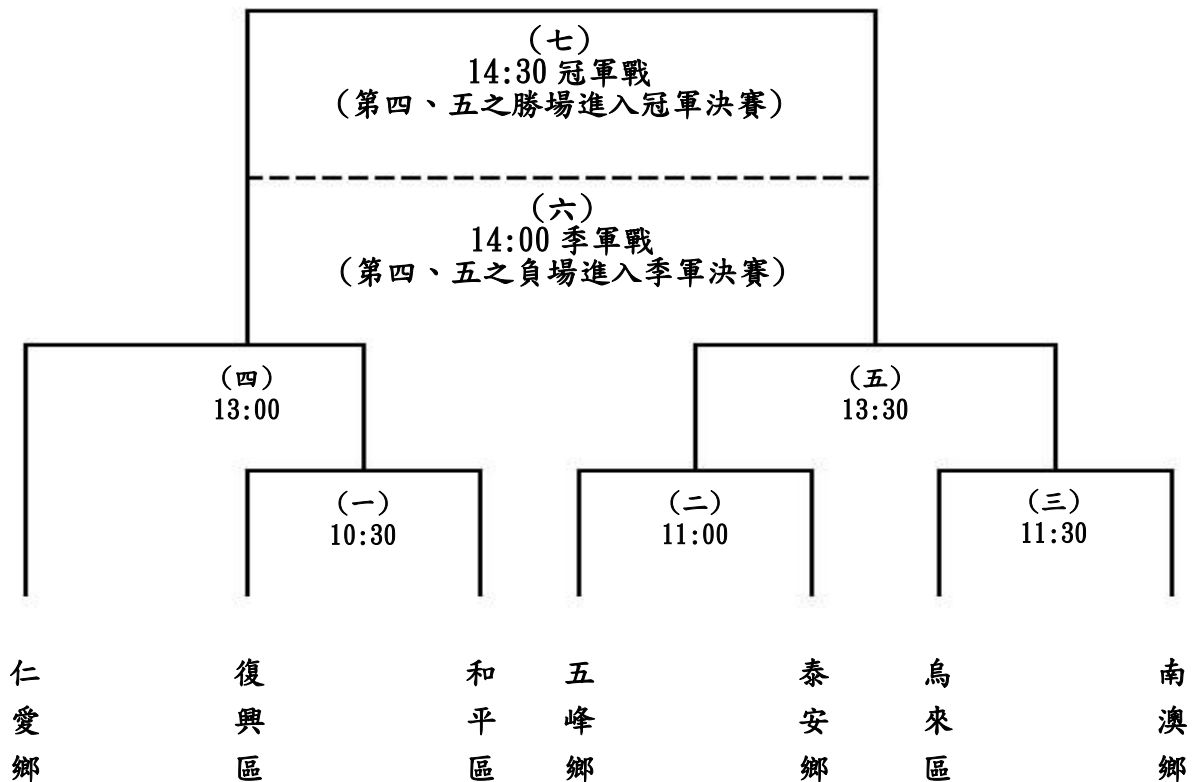 （七）
14:30 冠軍戰
（第四、五之勝場進入冠軍決賽）
（六）
14:00 季軍戰
（第四、五之負場進入季軍決賽）
（四）
13:00
（五）
13:30
（一）
10:30
（二）
11:00
（三）
11:30
仁愛鄉
復興區
和平區
五峰鄉
泰安鄉
烏來區
南澳鄉